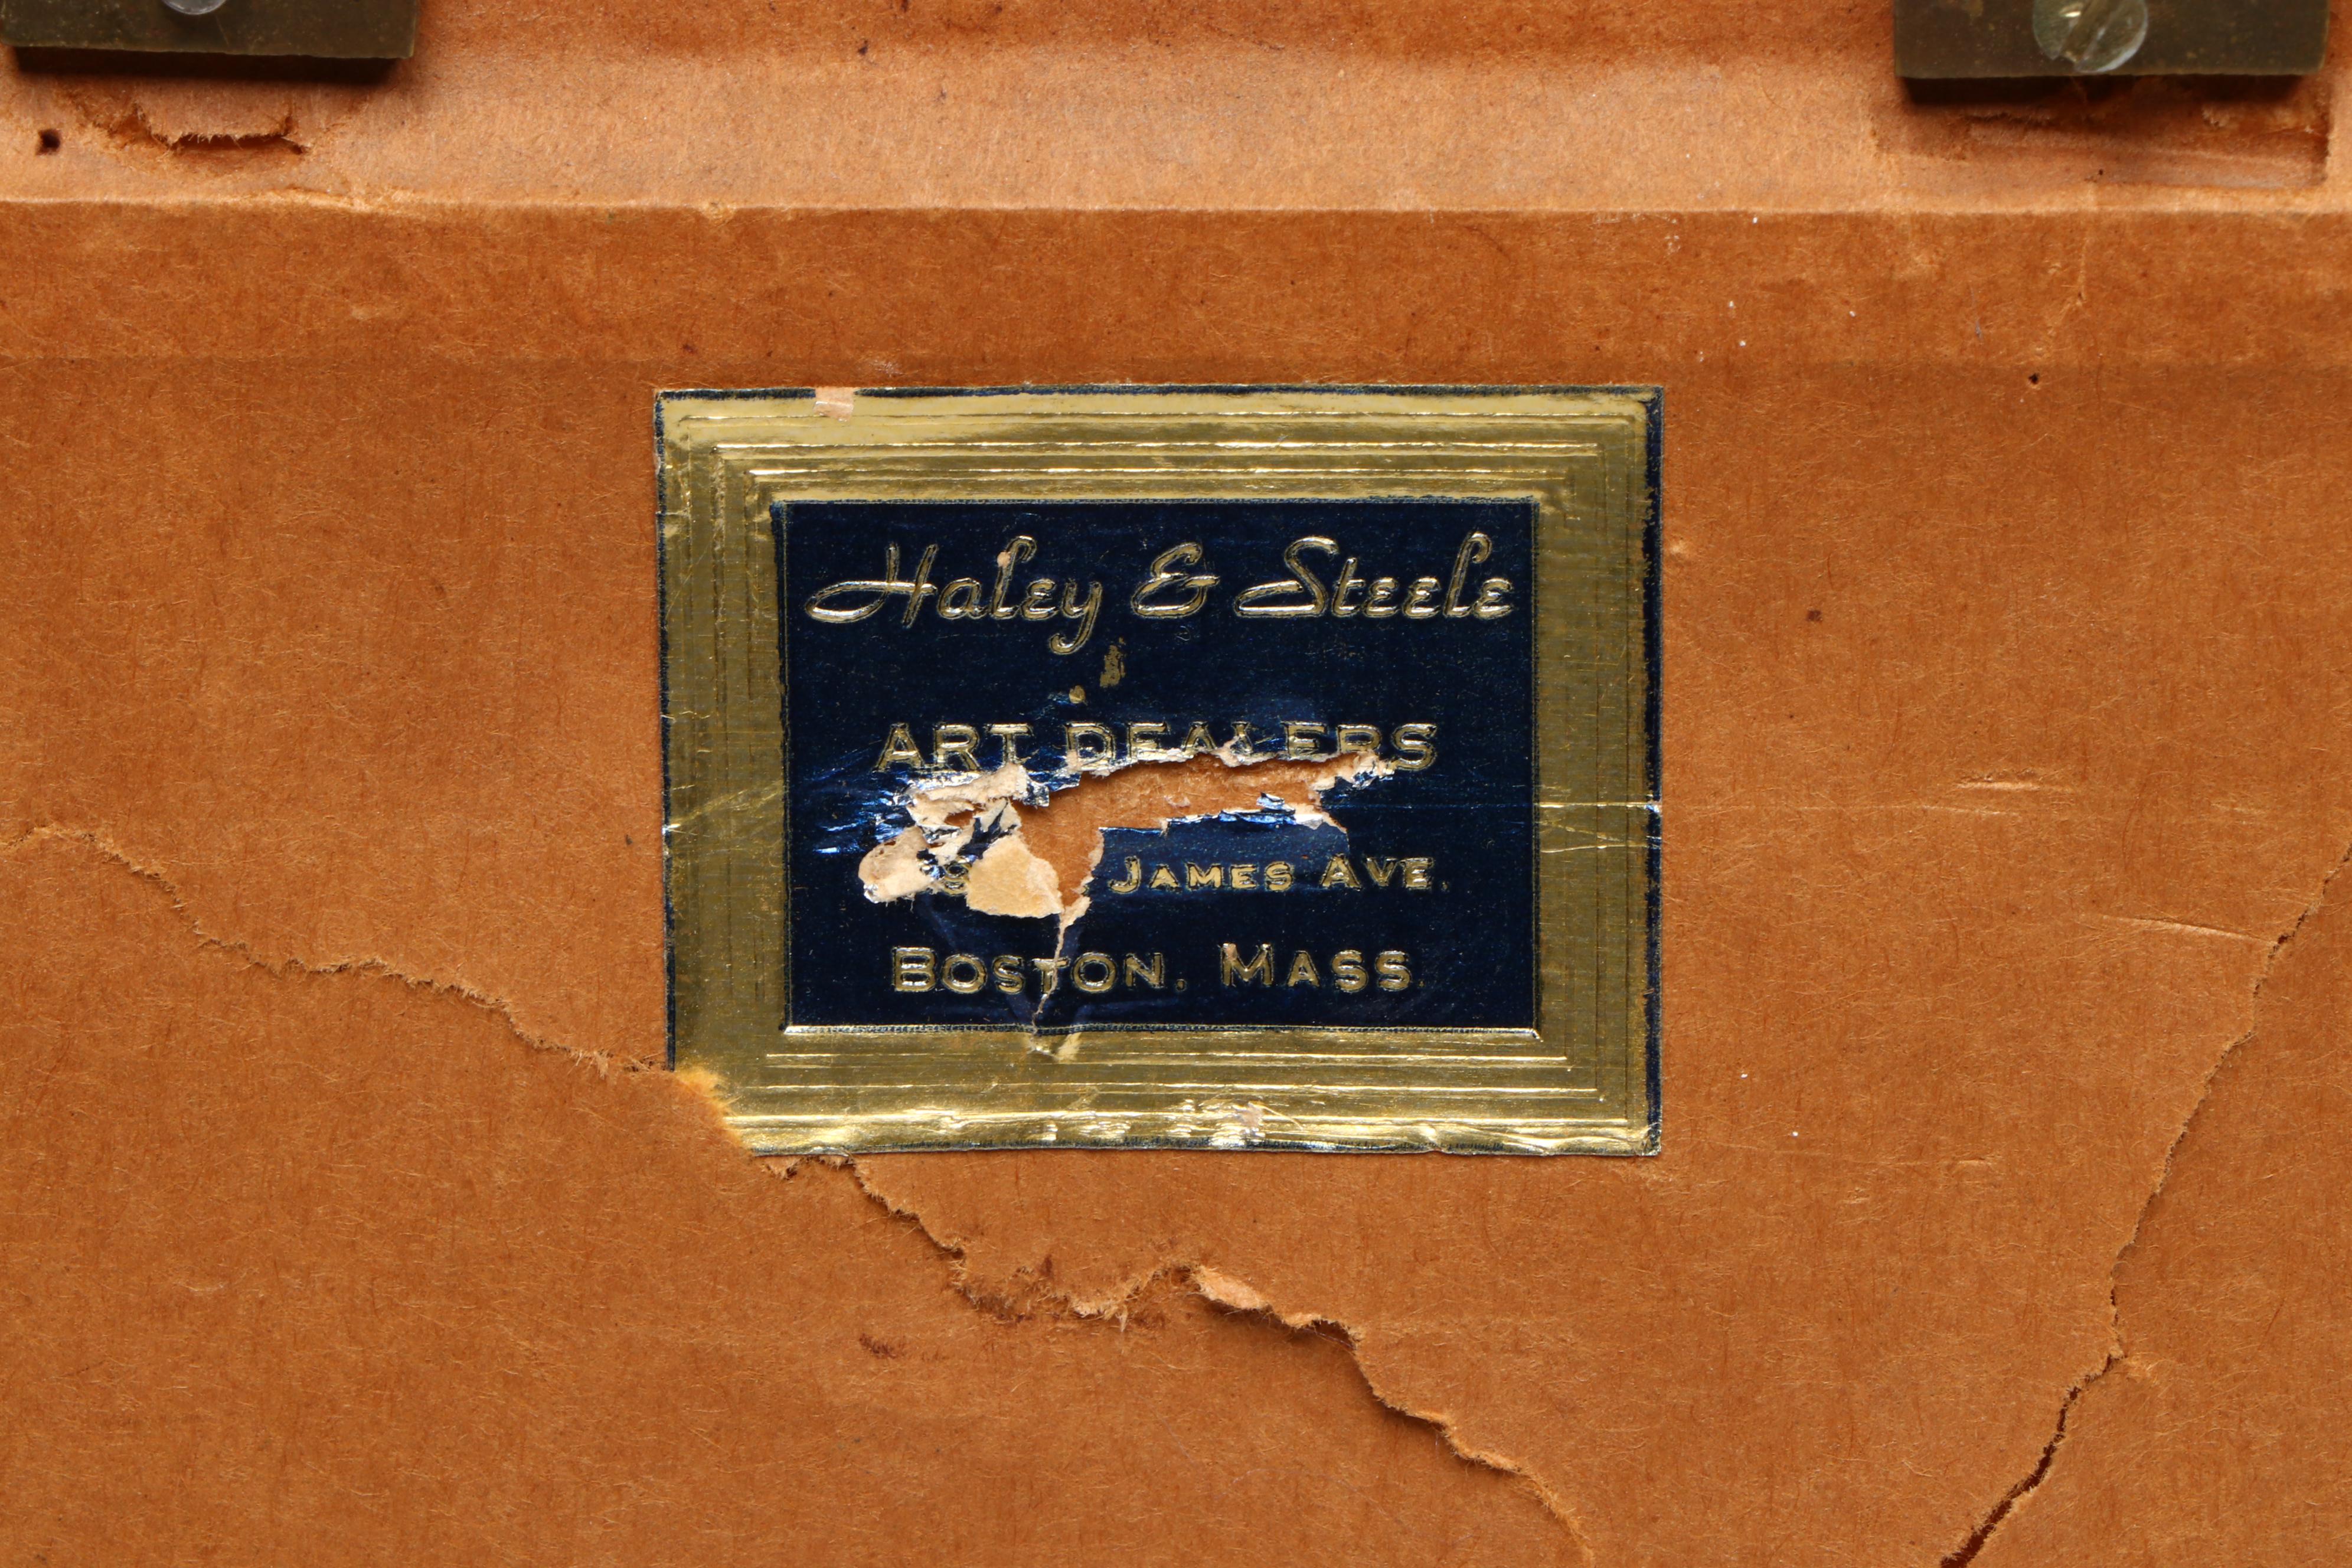 Haley & Steele
ART DEALERS
JAMES AVE.
BOSTON, MASS.